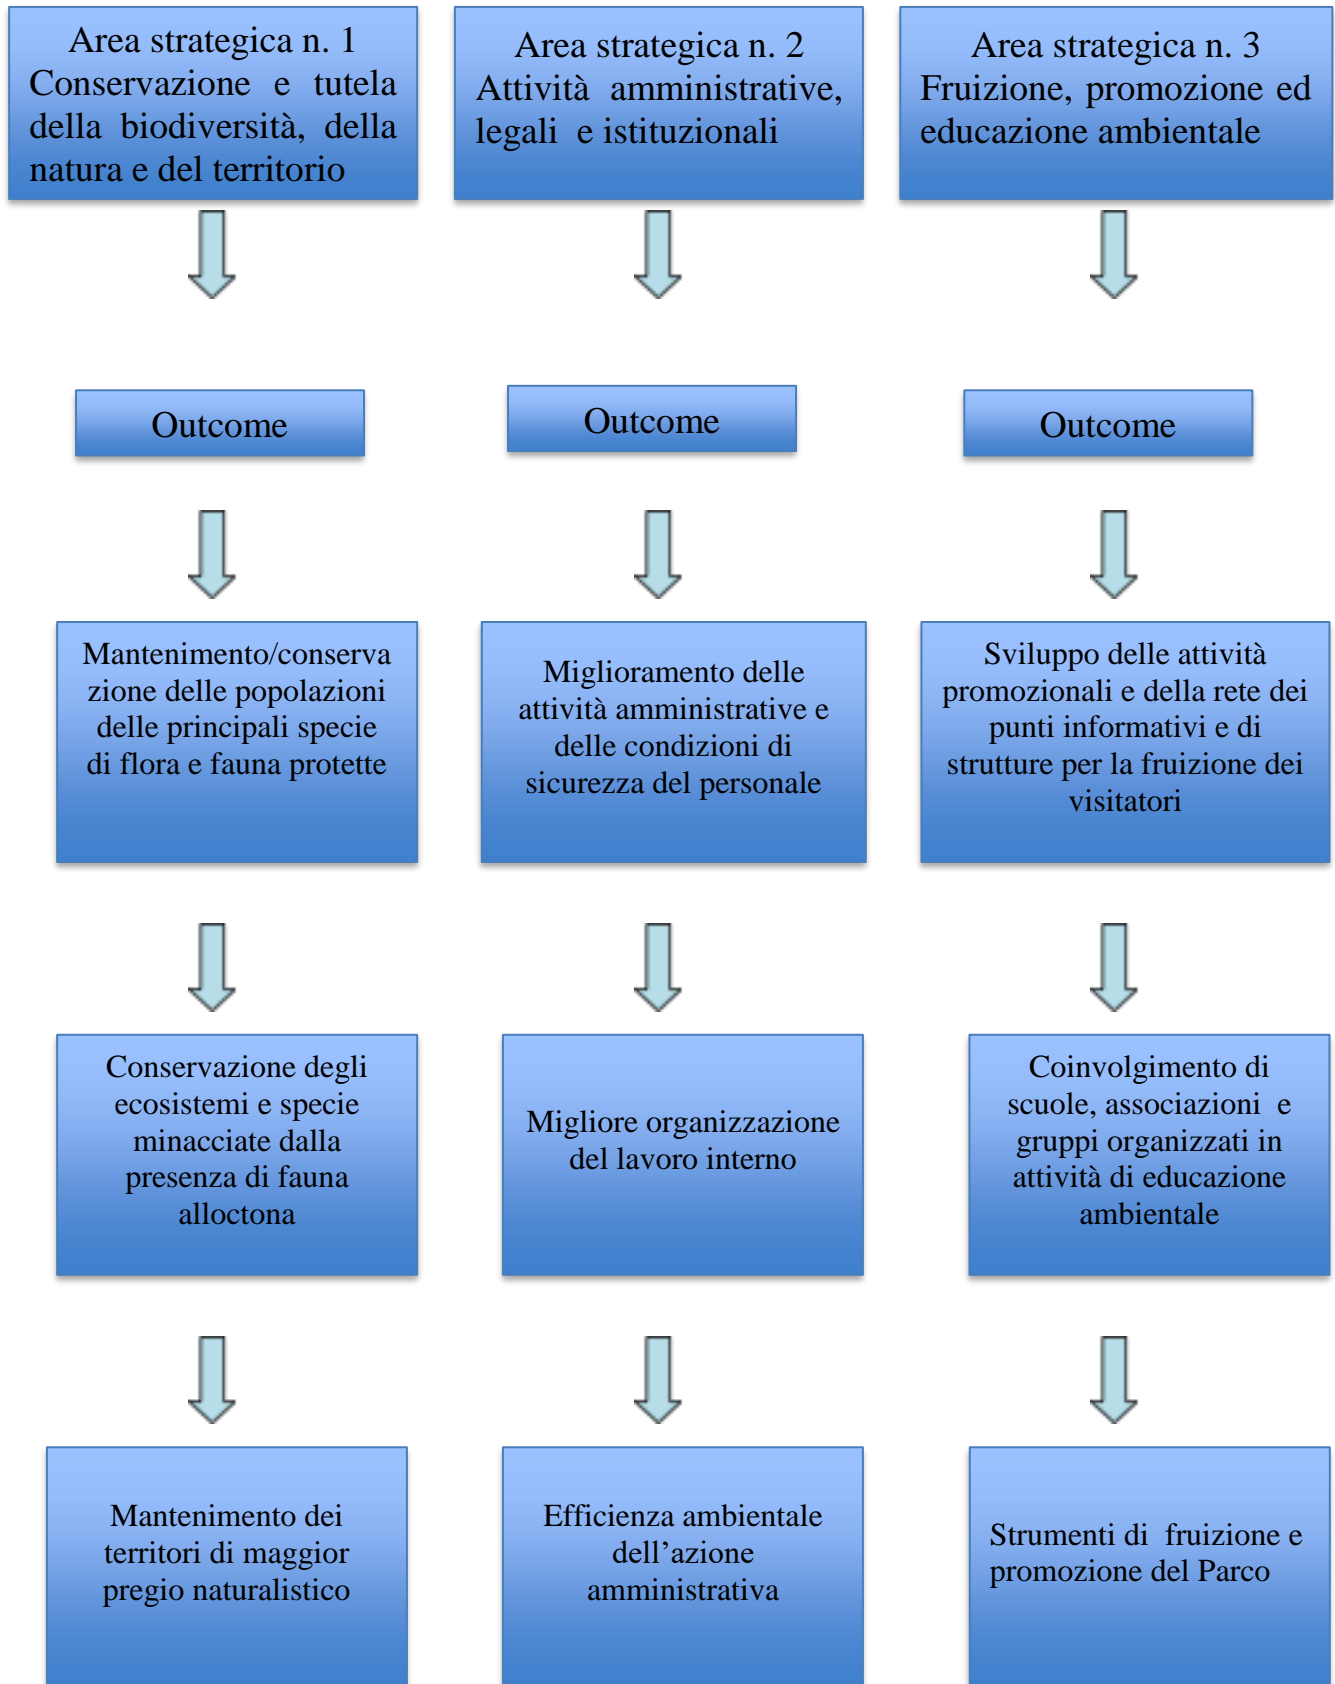 Area strategica n. 1
Conservazione e tutela
della biodiversità, della
natura e del territorio
Area strategica n. 2
Attività amministrative,
legali e istituzionali
Area strategica n. 3
Fruizione, promozione ed
educazione ambientale
Outcome
Outcome
Outcome
Mantenimento/conserva
zione delle popolazioni
delle principali specie
di flora e fauna protette
Miglioramento delle
attività amministrative e
delle condizioni di
sicurezza del personale
Sviluppo delle attività
promozionali e della rete dei
punti informativi e di
strutture per la fruizione dei
visitatori
Conservazione degli
ecosistemi e specie
minacciate dalla
presenza di fauna
alloctona
Migliore organizzazione
del lavoro interno
Coinvolgimento di
scuole, associazioni e
gruppi organizzati in
attività di educazione
ambientale
Mantenimento dei
territori di maggior
pregio naturalistico
Efficienza ambientale
dell’azione
amministrativa
Strumenti di fruizione e
promozione del Parco